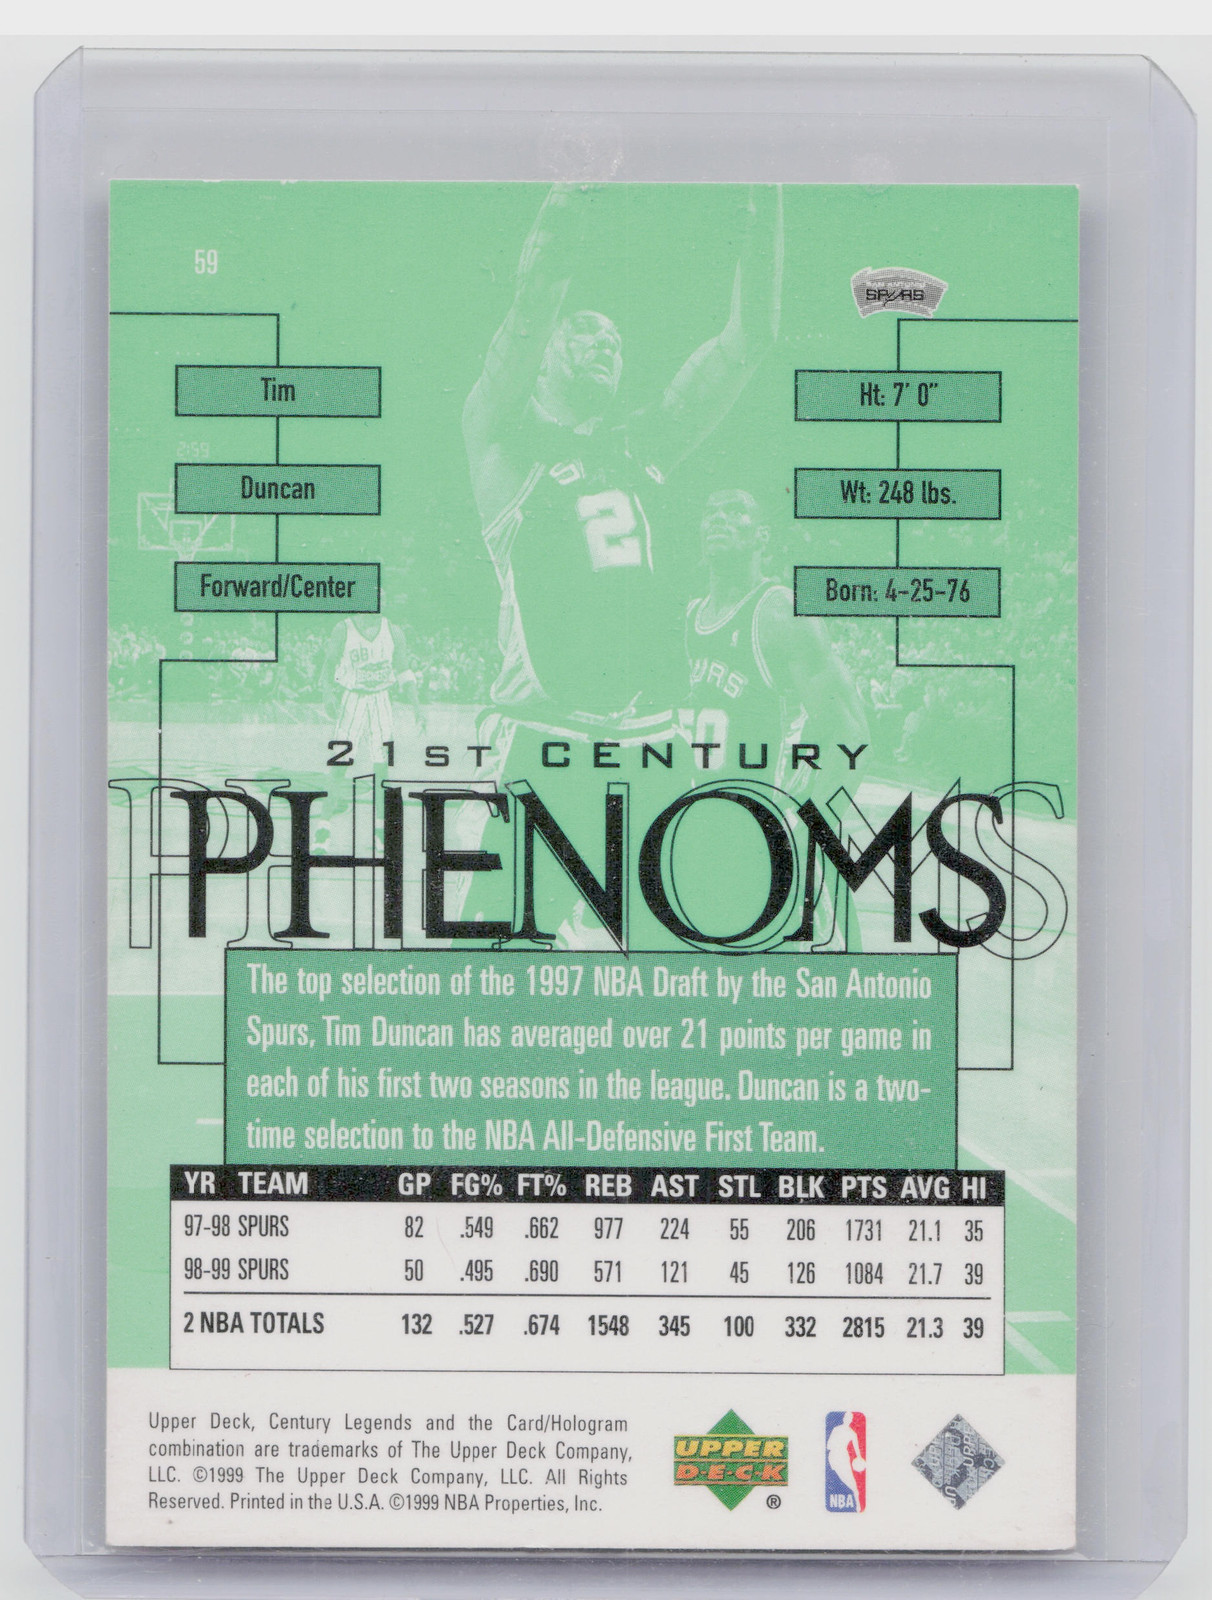 59
SAN ANTONIO
SPURS
Tim
Duncan
Forward/Center
Ht: 7' 0"
Wt: 248 lbs.
Born: 4-25-76
2:59
2
URS
50
21ST CENTURY
PHENOMS
The top selection of the 1997 NBA Draft by the San Antonio
Spurs, Tim Duncan has averaged over 21 points per game in
each of his first two seasons in the league. Duncan is a two-
time selection to the NBA All-Defensive First Team.
YR TEAM GP FG% FT% REB AST STL BLK PTS AVG HI
97-98 SPURS 82 .549 .662 977 224 55 206 1731 21.1 35
98-99 SPURS 50 .495 .690 571 121 45 126 1084 21.7 39
2 NBA TOTALS 132 .527 .674 1548 345 100 332 2815 21.3 39
Upper Deck, Century Legends and the Card/Hologram
combination are trademarks of The Upper Deck Company,
LLC. ©1999 The Upper Deck Company, LLC. All Rights
Reserved. Printed in the U.S.A. ©1999 NBA Properties, Inc.
UPPER
DECK
®
NBA